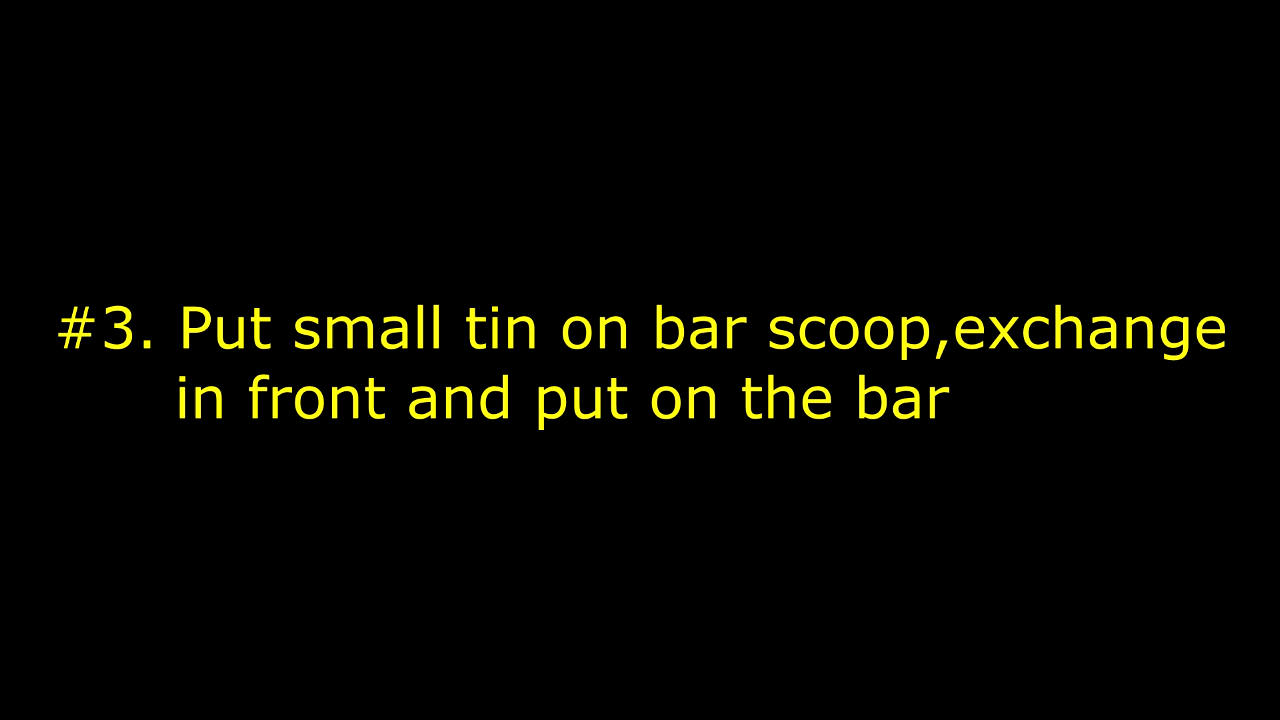 #3. Put small tin on bar scoop,exchange
in front and put on the bar